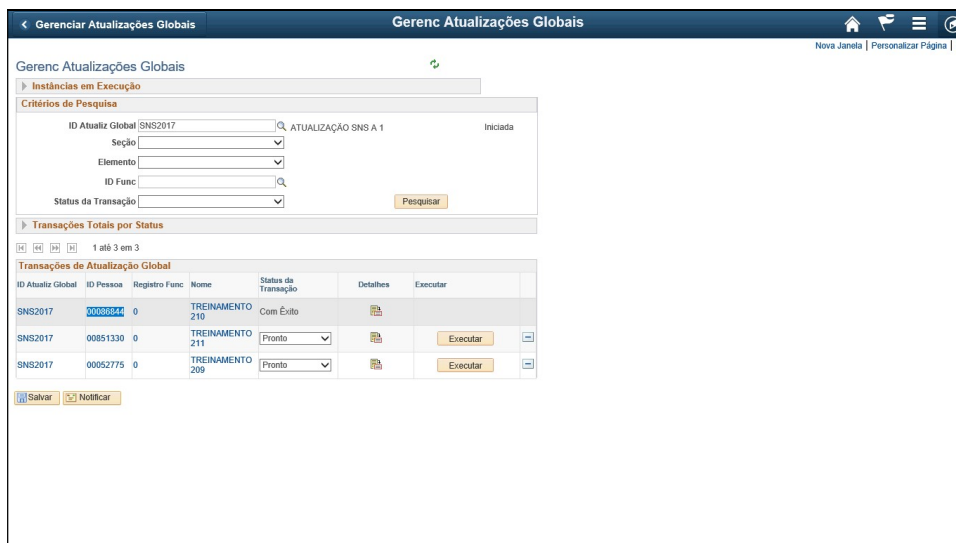 Gerenciar Atualizações Globais
Gerenc Atualizações Globais
Nova Janela | Personalizar Página |
Gerenc Atualizações Globais
Instâncias em Execução
Critérios de Pesquisa
ID Atualiz Global SNS2017 ATUALIZAÇÃO SNS A 1 Iniciada
Seção
Elemento
ID Func
Status da Transação Pesquisar
Transações Totais por Status
1 até 3 em 3
Transações de Atualização Global
ID Atualiz Global ID Pessoa Registro Func Nome Status da Transação Detalhes Executar
SNS2017 00086844 0 TREINAMENTO 210 Com Êxito
SNS2017 00851330 0 TREINAMENTO 211 Pronto Executar
SNS2017 00052775 0 TREINAMENTO 209 Pronto Executar
Salvar Notificar